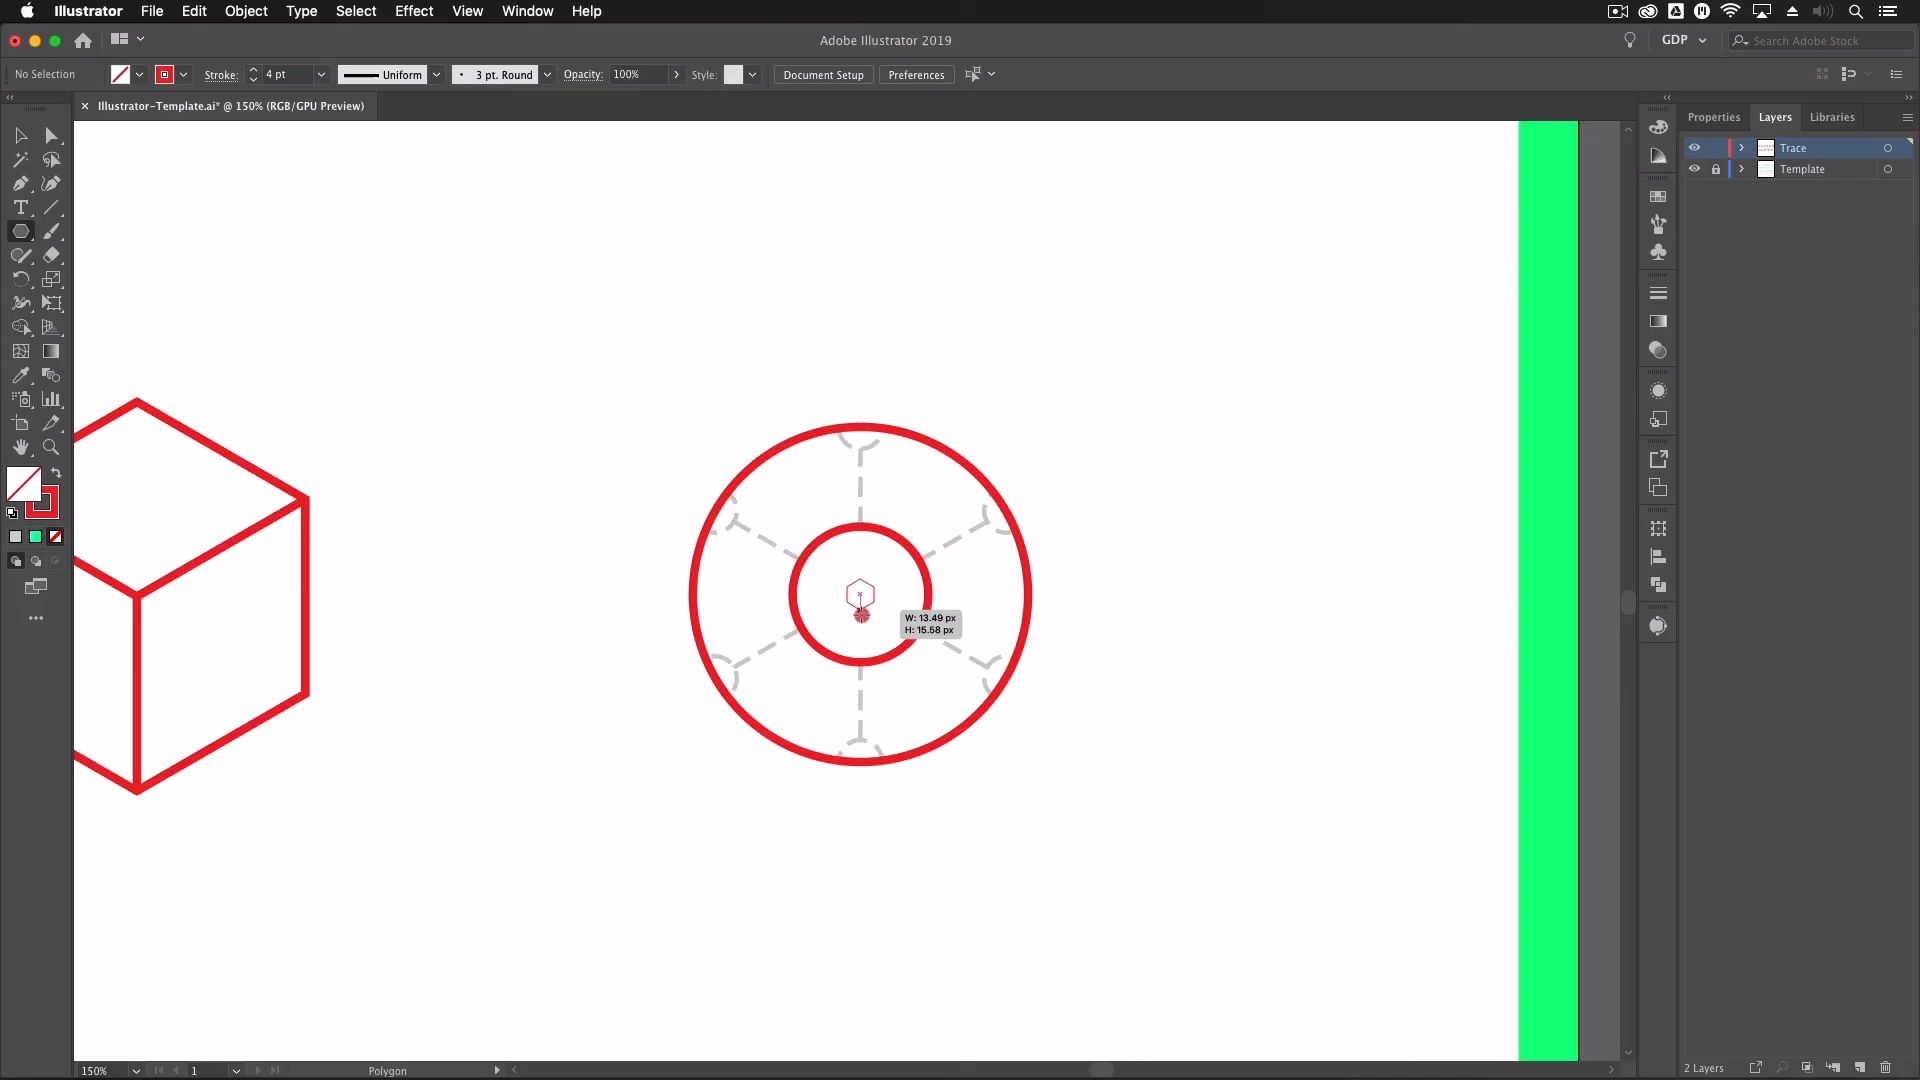 Illustrator File Edit Object Type Select Effect View Window Help
Adobe Illustrator 2019
GDP
Search Adobe Stock
No Selection Stroke: 4 pt Uniform 3 pt. Round Opacity: 100% Style: Document Setup Preferences
Illustrator-Template.ai* @ 150% (RGB/GPU Preview)
Properties Layers Libraries
Trace
Template
W: 13.49 px
H: 15.58 px
150% 1 Polygon
2 Layers